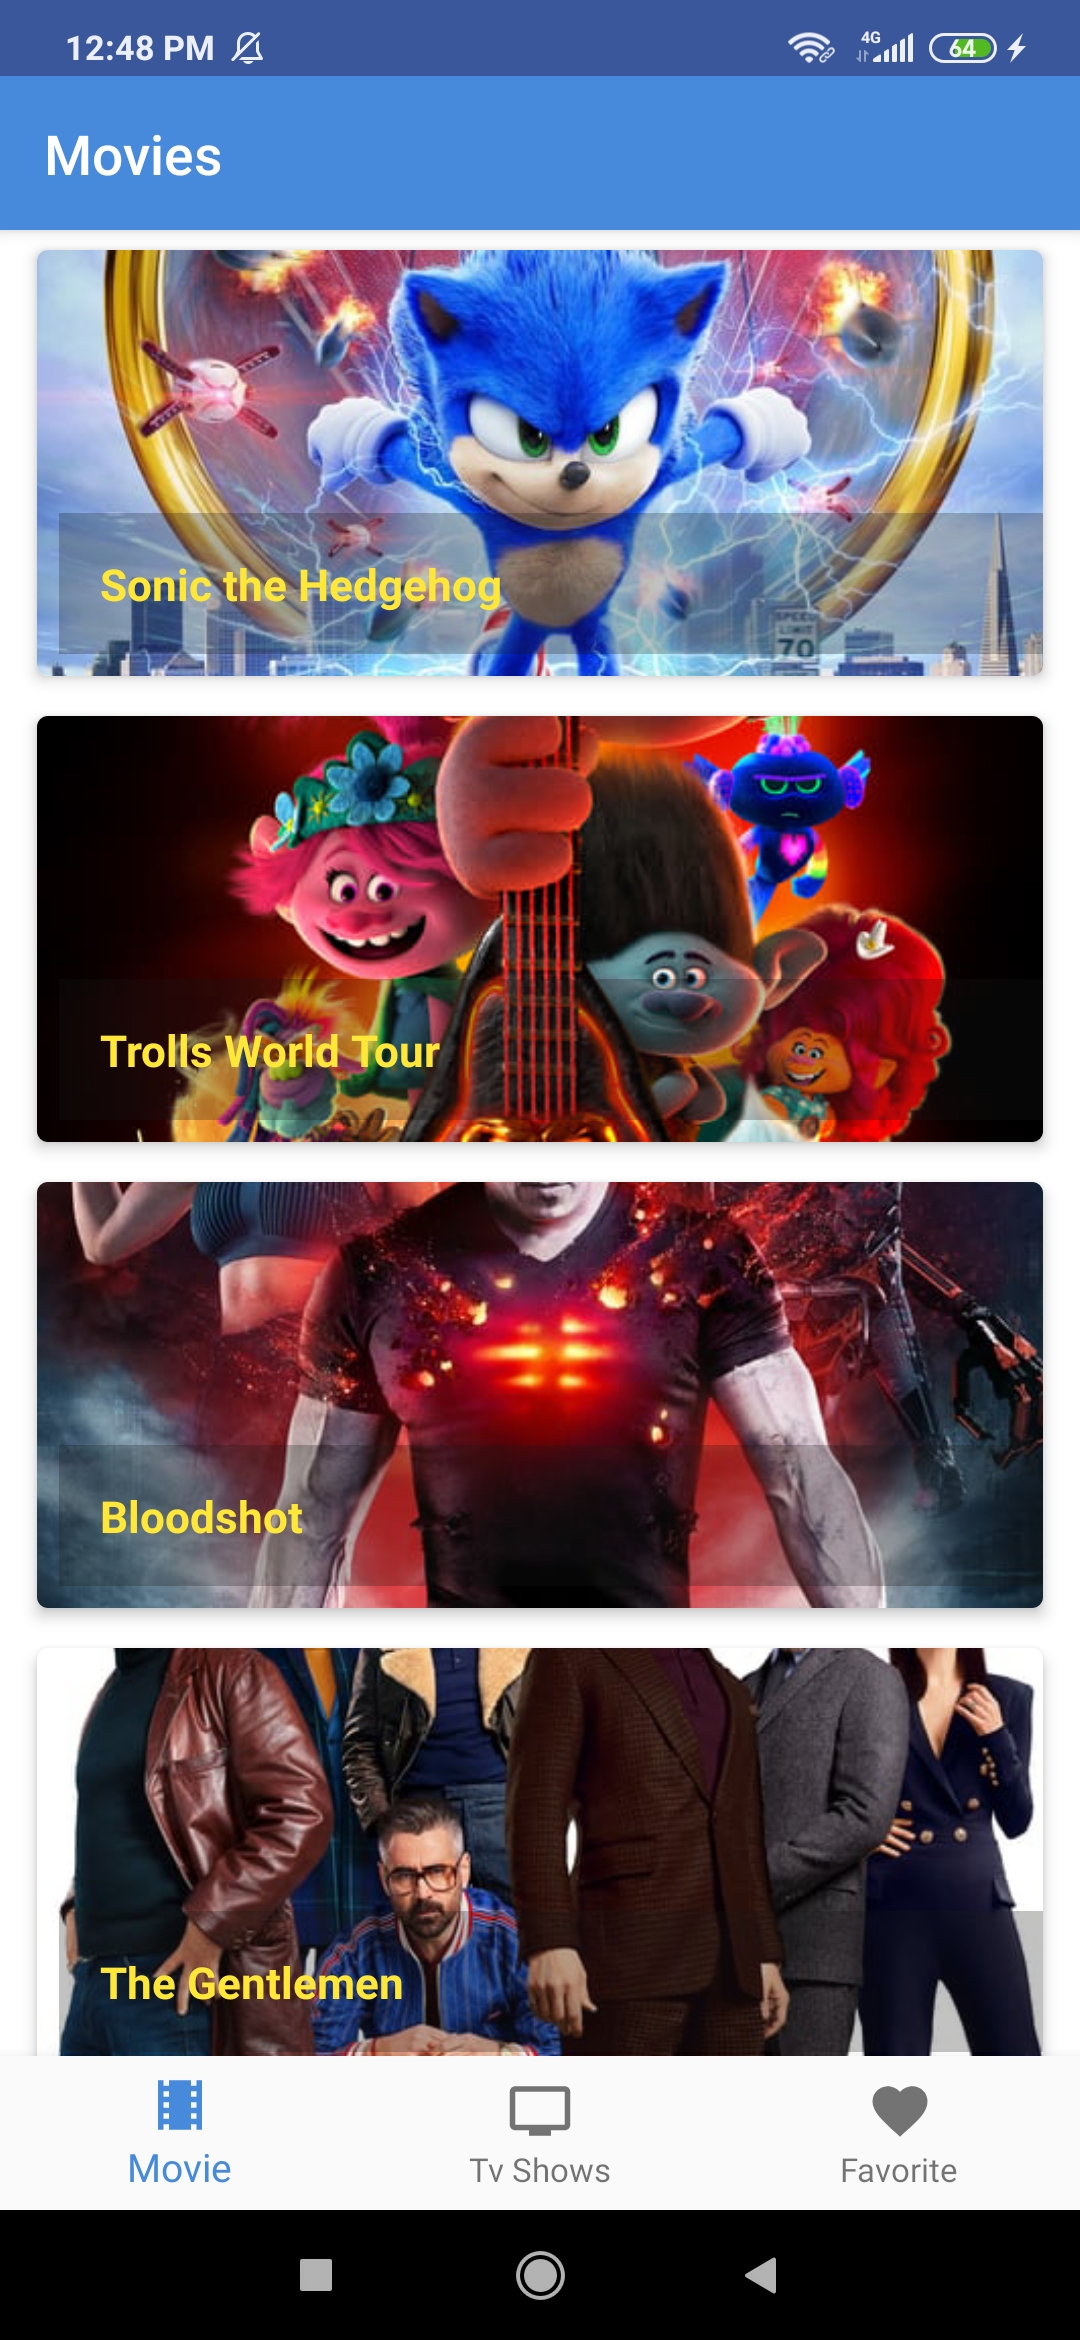 12:48 PM
4G
64
Movies
SPEED
LIMIT
70
Sonic the Hedgehog
Trolls World Tour
Bloodshot
The Gentlemen
Movie
Tv Shows
Favorite